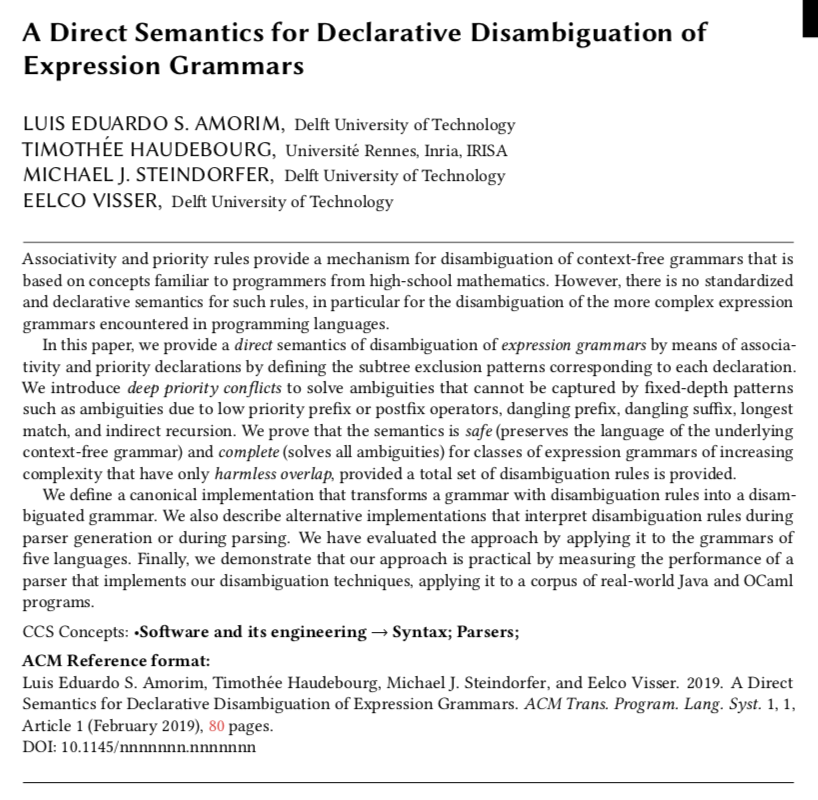 A Direct Semantics for Declarative Disambiguation of
Expression Grammars
LUIS EDUARDO S. AMORIM, Delft University of Technology
TIMOTHÉE HAUDEBOURG, Université Rennes, Inria, IRISA
MICHAEL J. STEINDORFER, Delft University of Technology
EELCO VISSER, Delft University of Technology
Associativity and priority rules provide a mechanism for disambiguation of context-free grammars that is
based on concepts familiar to programmers from high-school mathematics. However, there is no standardized
and declarative semantics for such rules, in particular for the disambiguation of the more complex expression
grammars encountered in programming languages.
In this paper, we provide a direct semantics of disambiguation of expression grammars by means of associa-
tivity and priority declarations by defining the subtree exclusion patterns corresponding to each declaration.
We introduce deep priority conflicts to solve ambiguities that cannot be captured by fixed-depth patterns
such as ambiguities due to low priority prefix or postfix operators, dangling prefix, dangling suffix, longest
match, and indirect recursion. We prove that the semantics is safe (preserves the language of the underlying
context-free grammar) and complete (solves all ambiguities) for classes of expression grammars of increasing
complexity that have only harmless overlap, provided a total set of disambiguation rules is provided.
We define a canonical implementation that transforms a grammar with disambiguation rules into a disam-
biguated grammar. We also describe alternative implementations that interpret disambiguation rules during
parser generation or during parsing. We have evaluated the approach by applying it to the grammars of
five languages. Finally, we demonstrate that our approach is practical by measuring the performance of a
parser that implements our disambiguation techniques, applying it to a corpus of real-world Java and OCaml
programs.
CCS Concepts: •Software and its engineering → Syntax; Parsers;
ACM Reference format:
Luis Eduardo S. Amorim, Timothée Haudebourg, Michael J. Steindorfer, and Eelco Visser. 2019. A Direct
Semantics for Declarative Disambiguation of Expression Grammars. ACM Trans. Program. Lang. Syst. 1, 1,
Article 1 (February 2019), 80 pages.
DOI: 10.1145/nnnnnnn.nnnnnnn